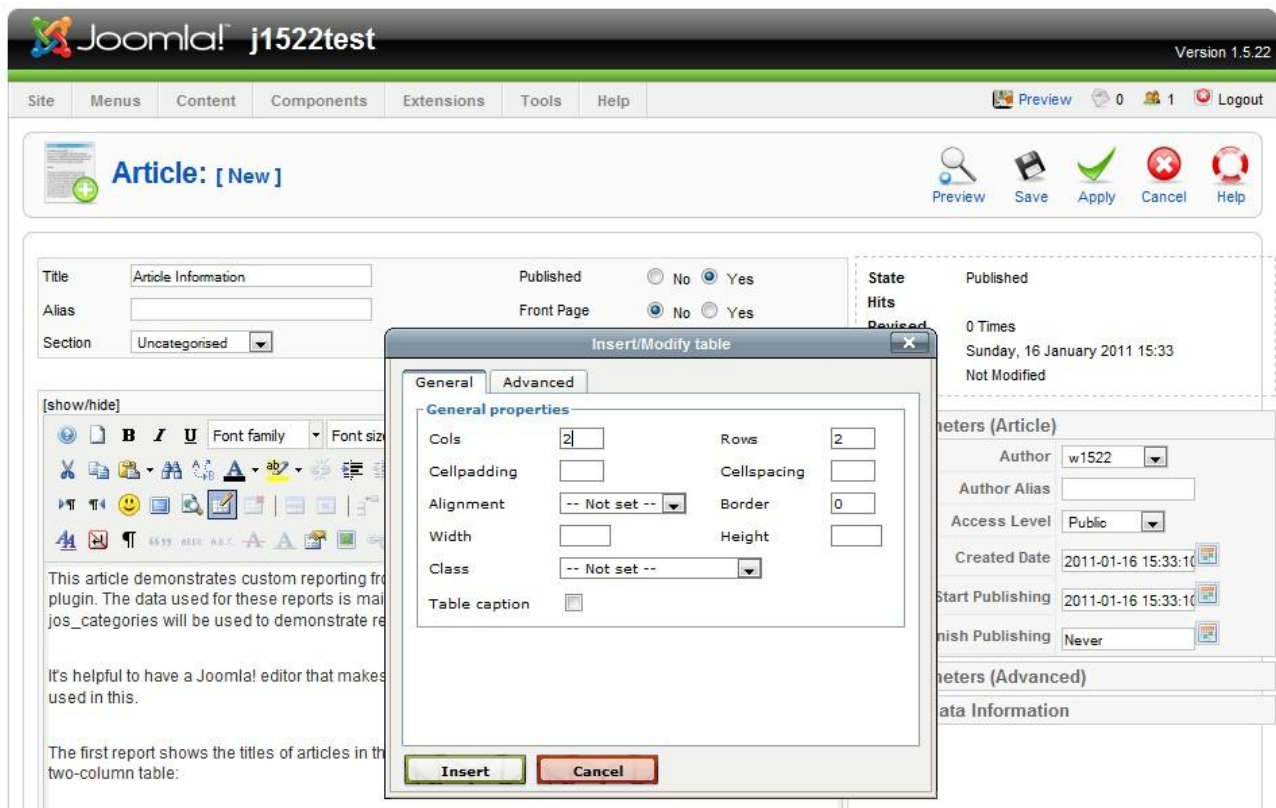 Joomla! j1522test
Version 1.5.22
Site Menus Content Components Extensions Tools Help Preview 0 1 Logout
Article: [ New ]
Preview Save Apply Cancel Help
Title Article Information Published No Yes
Alias Front Page No Yes
Section Uncategorised
State Published
Hits
Revised 0 Times
Sunday, 16 January 2011 15:33
Not Modified
Insert/Modify table
General Advanced
General properties
Cols 2 Rows 2
Cellpadding Cellspacing
Alignment -- Not set -- Border 0
Width Height
Class -- Not set --
Table caption
Insert Cancel
[show/hide]
B I U Font family Font siz
This article demonstrates custom reporting fro
plugin. The data used for these reports is mai
jos_categories will be used to demonstrate re
It's helpful to have a Joomla! editor that makes
used in this.
The first report shows the titles of articles in th
two-column table:
neters (Article)
Author w1522
Author Alias
Access Level Public
Created Date 2011-01-16 15:33:10
Start Publishing 2011-01-16 15:33:10
nish Publishing Never
neters (Advanced)
ata Information